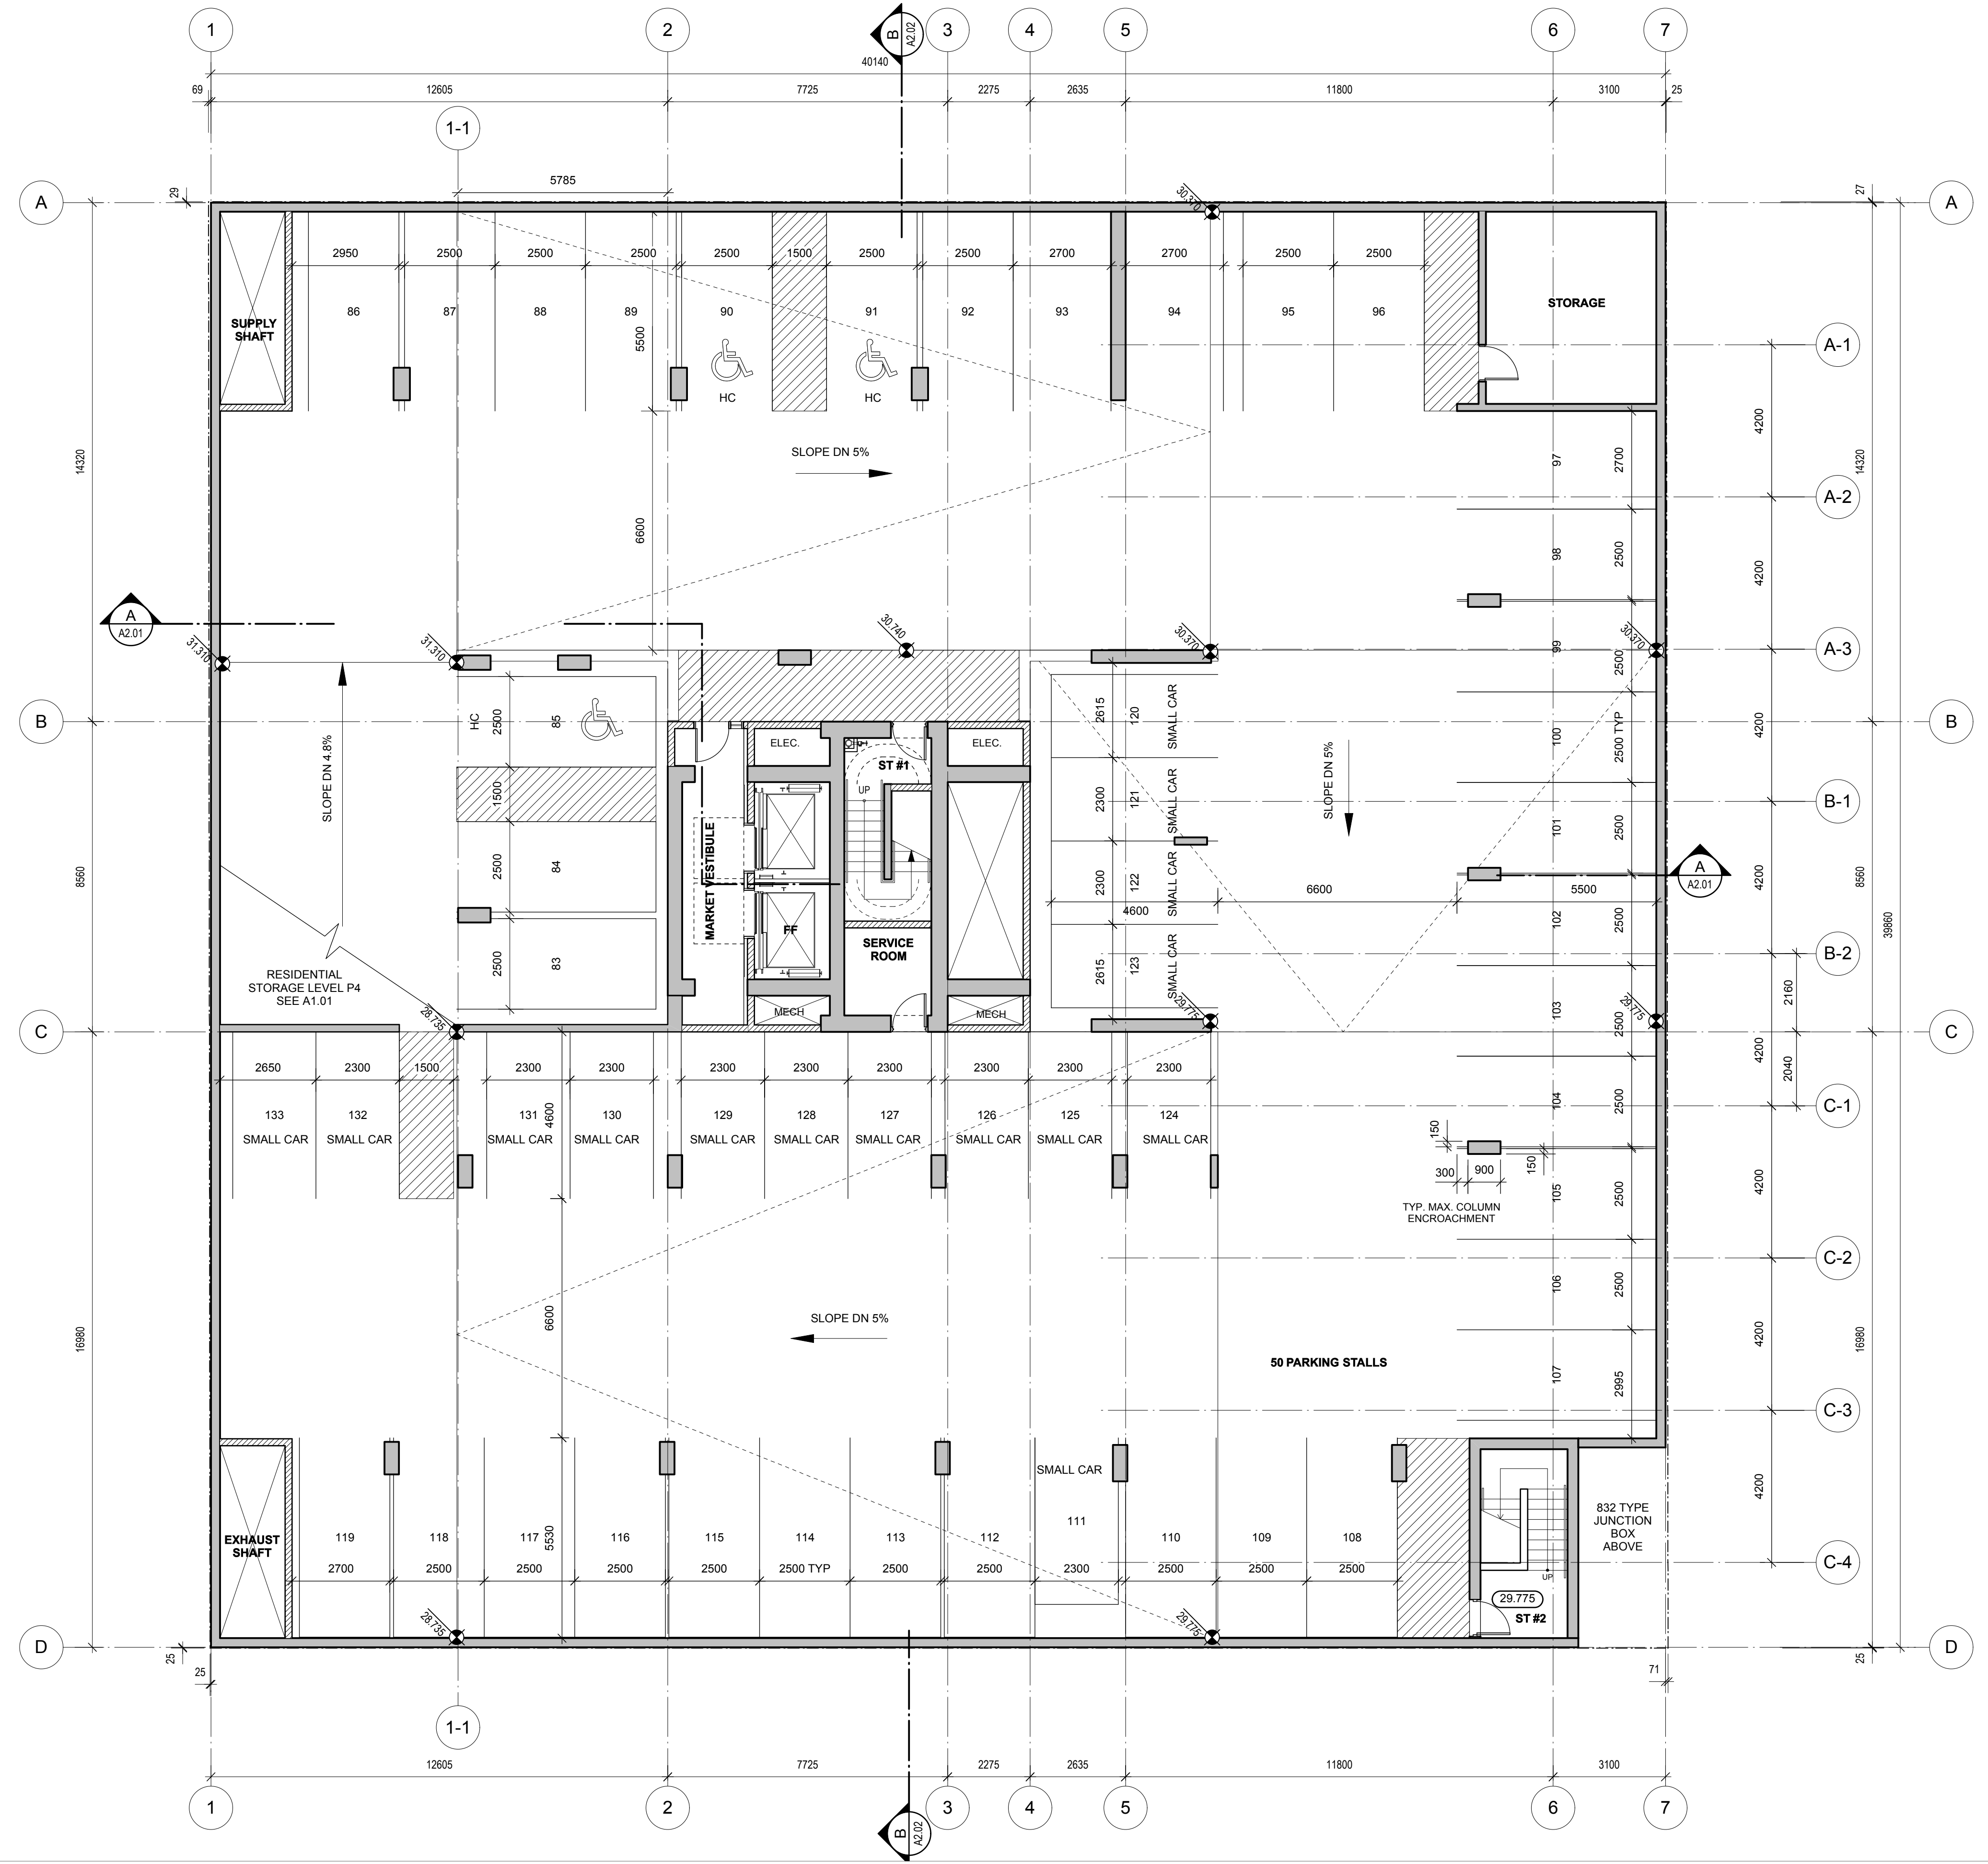 1
2
B
A2.02
3
4
5
6
7
40140
69
12605
7725
2275
2635
11800
3100
25
1-1
5785
A
29
27
A
30.370
2950
2500
2500
2500
2500
1500
2500
2500
2700
2700
2500
2500
86
87
88
89
90
91
92
93
94
95
96
STORAGE
SUPPLY
SHAFT
5500
HC
HC
A-1
4200
14320
14320
SLOPE DN 5%
6600
97
2700
A-2
98
2500
4200
A
A2.01
31.310
31.310
30.740
30.370
30.370
99
2500
A-3
HC
2500
85
2615
120
SMALL CAR
100
2500 TYP
4200
B
B
ELEC.
ELEC.
ST #1
UP
SLOPE DN 4.8%
1500
2300
121
SMALL CAR
SLOPE DN 5%
101
2500
B-1
MARKET VESTIBULE
2500
84
2300
122
SMALL CAR
4600
6600
5500
A
A2.01
8560
4200
8560
39860
FF
SERVICE
ROOM
102
2500
2500
83
2615
123
SMALL CAR
B-2
RESIDENTIAL
STORAGE LEVEL P4
SEE A1.01
MECH
MECH
28.735
29.775
29.775
103
2500
2160
C
C
4200
2040
2650
2300
1500
2300
2300
2300
2300
2300
2300
2300
2300
133
132
131
130
129
128
127
126
125
124
SMALL CAR
SMALL CAR
SMALL CAR
SMALL CAR
SMALL CAR
SMALL CAR
SMALL CAR
SMALL CAR
SMALL CAR
SMALL CAR
4600
104
2500
C-1
150
300
900
150
TYP. MAX. COLUMN
ENCROACHMENT
105
2500
4200
C-2
106
2500
6600
SLOPE DN 5%
16980
4200
16980
50 PARKING STALLS
107
2995
C-3
SMALL CAR
4200
EXHAUST
SHAFT
119
118
117
116
115
114
113
112
111
110
109
108
5530
2700
2500
2500
2500
2500
2500 TYP
2500
2500
2300
2500
2500
2500
832 TYPE
JUNCTION
BOX
ABOVE
C-4
UP
29.775
ST #2
28.735
29.775
D
D
25
25
25
71
1-1
12605
7725
2275
2635
11800
3100
1
2
3
4
5
6
7
B
A2.02